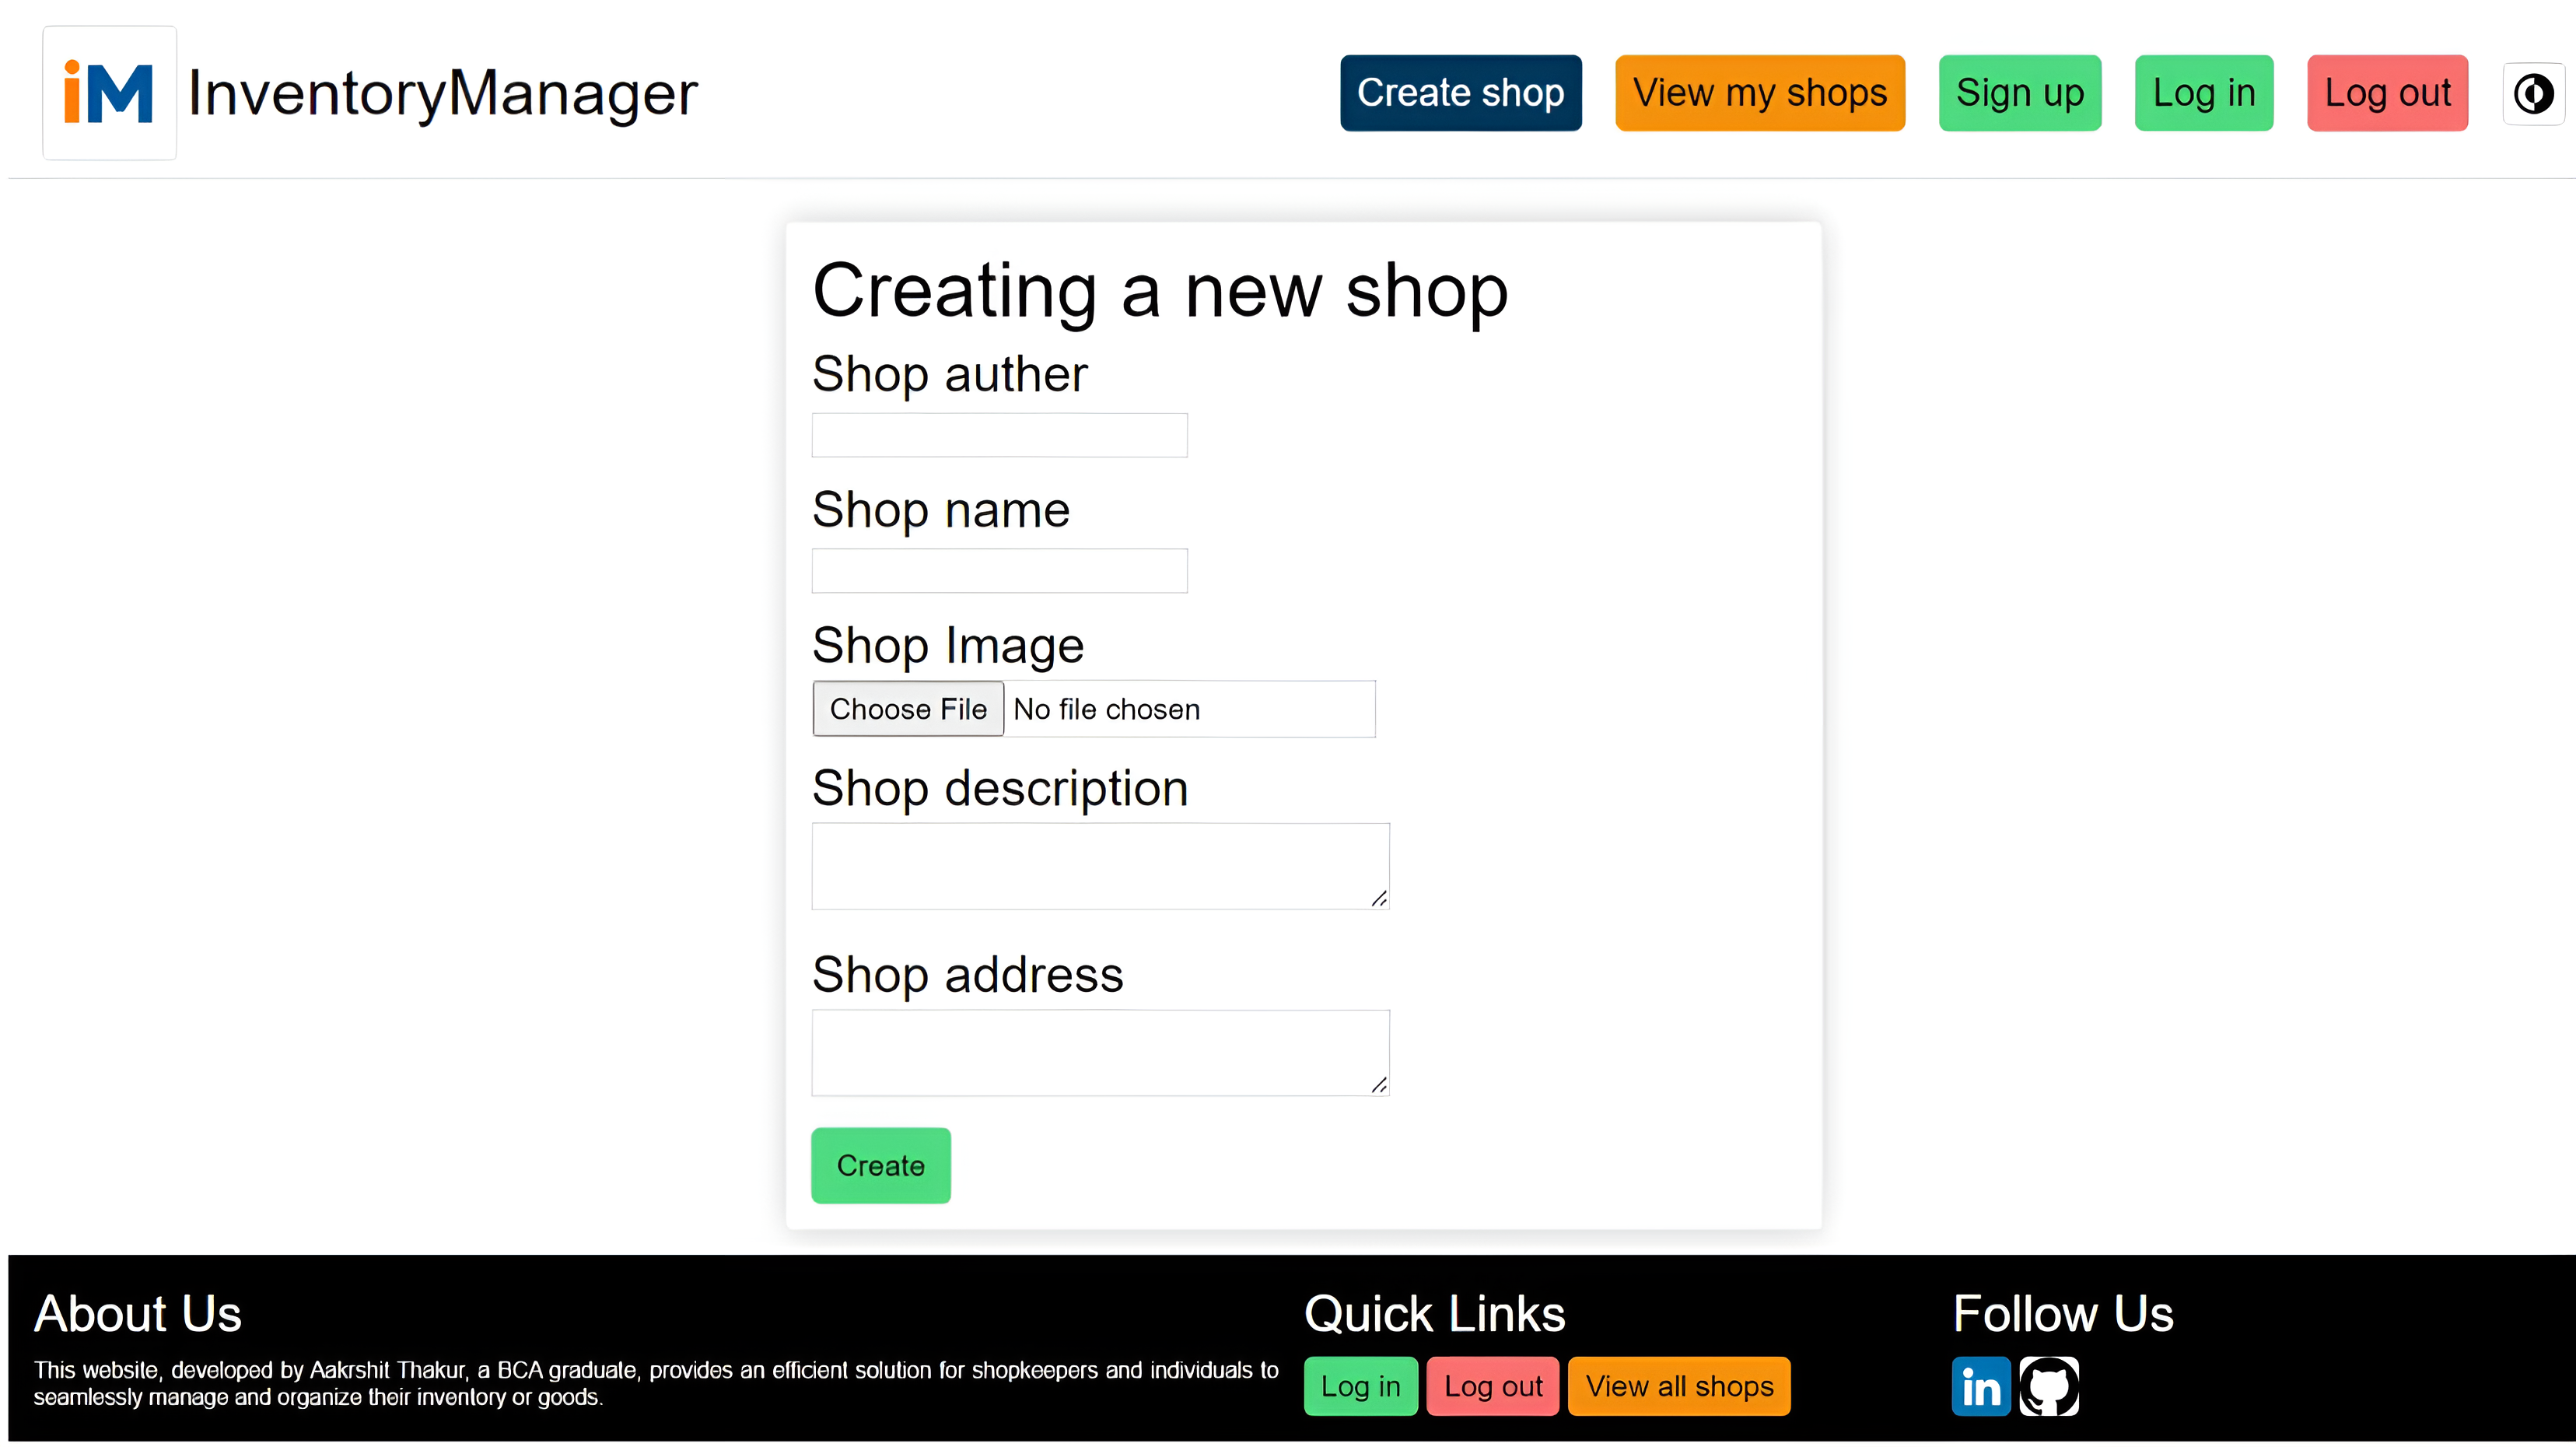 iM InventoryManager Create shop View my shops Sign up Log in Log out
Creating a new shop
Shop auther
Shop name
Shop Image
Choose File No file chosen
Shop description
Shop address
Create
About Us
This website, developed by Aakrshit Thakur, a BCA graduate, provides an efficient solution for shopkeepers and individuals to
seamlessly manage and organize their inventory or goods.
Quick Links
Log in Log out View all shops
Follow Us
in